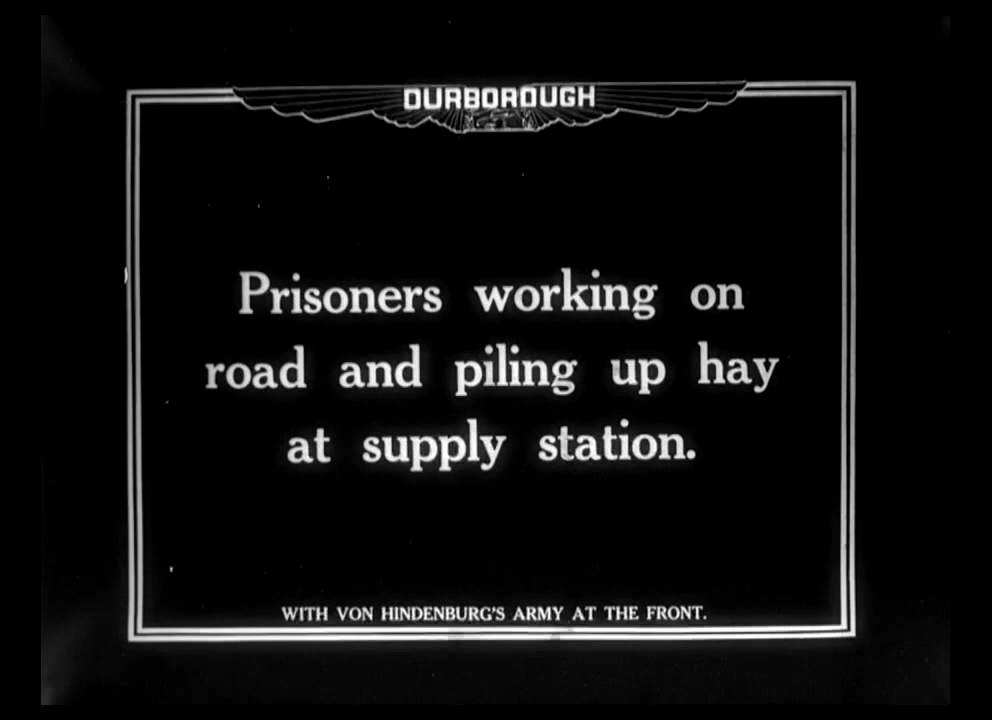 DURBOROUGH
Prisoners working on
road and piling up hay
at supply station.
WITH VON HINDENBURG'S ARMY AT THE FRONT.